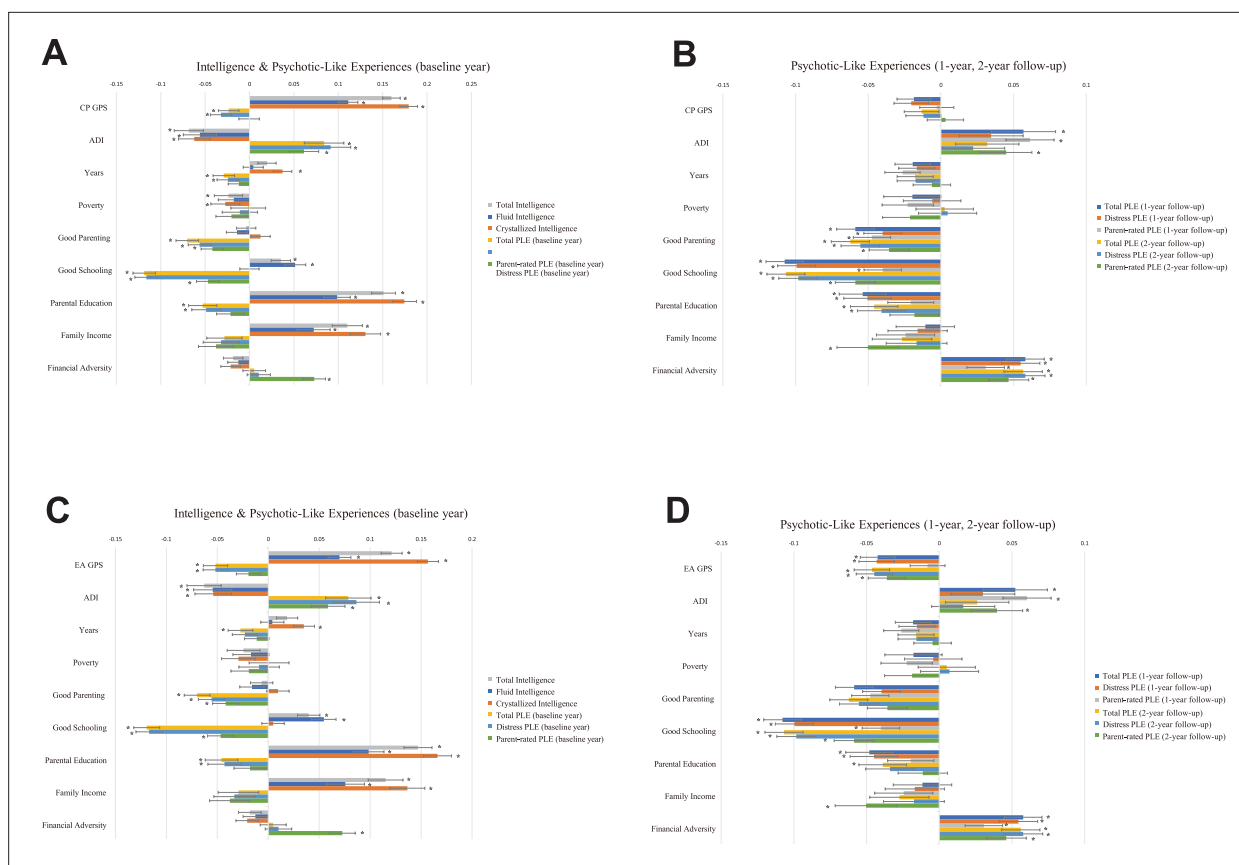 A
Intelligence & Psychotic-Like Experiences (baseline year)
-0.15 -0.1 -0.05 0 0.05 0.1 0.15 0.2 0.25
CP GPS
ADI
Years
Poverty
Good Parenting
Good Schooling
Parental Education
Family Income
Financial Adversity
Total Intelligence
Fluid Intelligence
Crystallized Intelligence
Total PLE (baseline year)
Parent-rated PLE (baseline year)
Distress PLE (baseline year)
B
Psychotic-Like Experiences (1-year, 2-year follow-up)
-0.15 -0.1 -0.05 0 0.05 0.1
CP GPS
ADI
Years
Poverty
Good Parenting
Good Schooling
Parental Education
Family Income
Financial Adversity
Total PLE (1-year follow-up)
Distress PLE (1-year follow-up)
Parent-rated PLE (1-year follow-up)
Total PLE (2-year follow-up)
Distress PLE (2-year follow-up)
Parent-rated PLE (2-year follow-up)
C
Intelligence & Psychotic-Like Experiences (baseline year)
-0.15 -0.1 -0.05 0 0.05 0.1 0.15 0.2
EA GPS
ADI
Years
Poverty
Good Parenting
Good Schooling
Parental Education
Family Income
Financial Adversity
Total Intelligence
Fluid Intelligence
Crystallized Intelligence
Total PLE (baseline year)
Distress PLE (baseline year)
Parent-rated PLE (baseline year)
D
Psychotic-Like Experiences (1-year, 2-year follow-up)
-0.15 -0.1 -0.05 0 0.05 0.1
EA GPS
ADI
Years
Poverty
Good Parenting
Good Schooling
Parental Education
Family Income
Financial Adversity
Total PLE (1-year follow-up)
Distress PLE (1-year follow-up)
Parent-rated PLE (1-year follow-up)
Total PLE (2-year follow-up)
Distress PLE (2-year follow-up)
Parent-rated PLE (2-year follow-up)